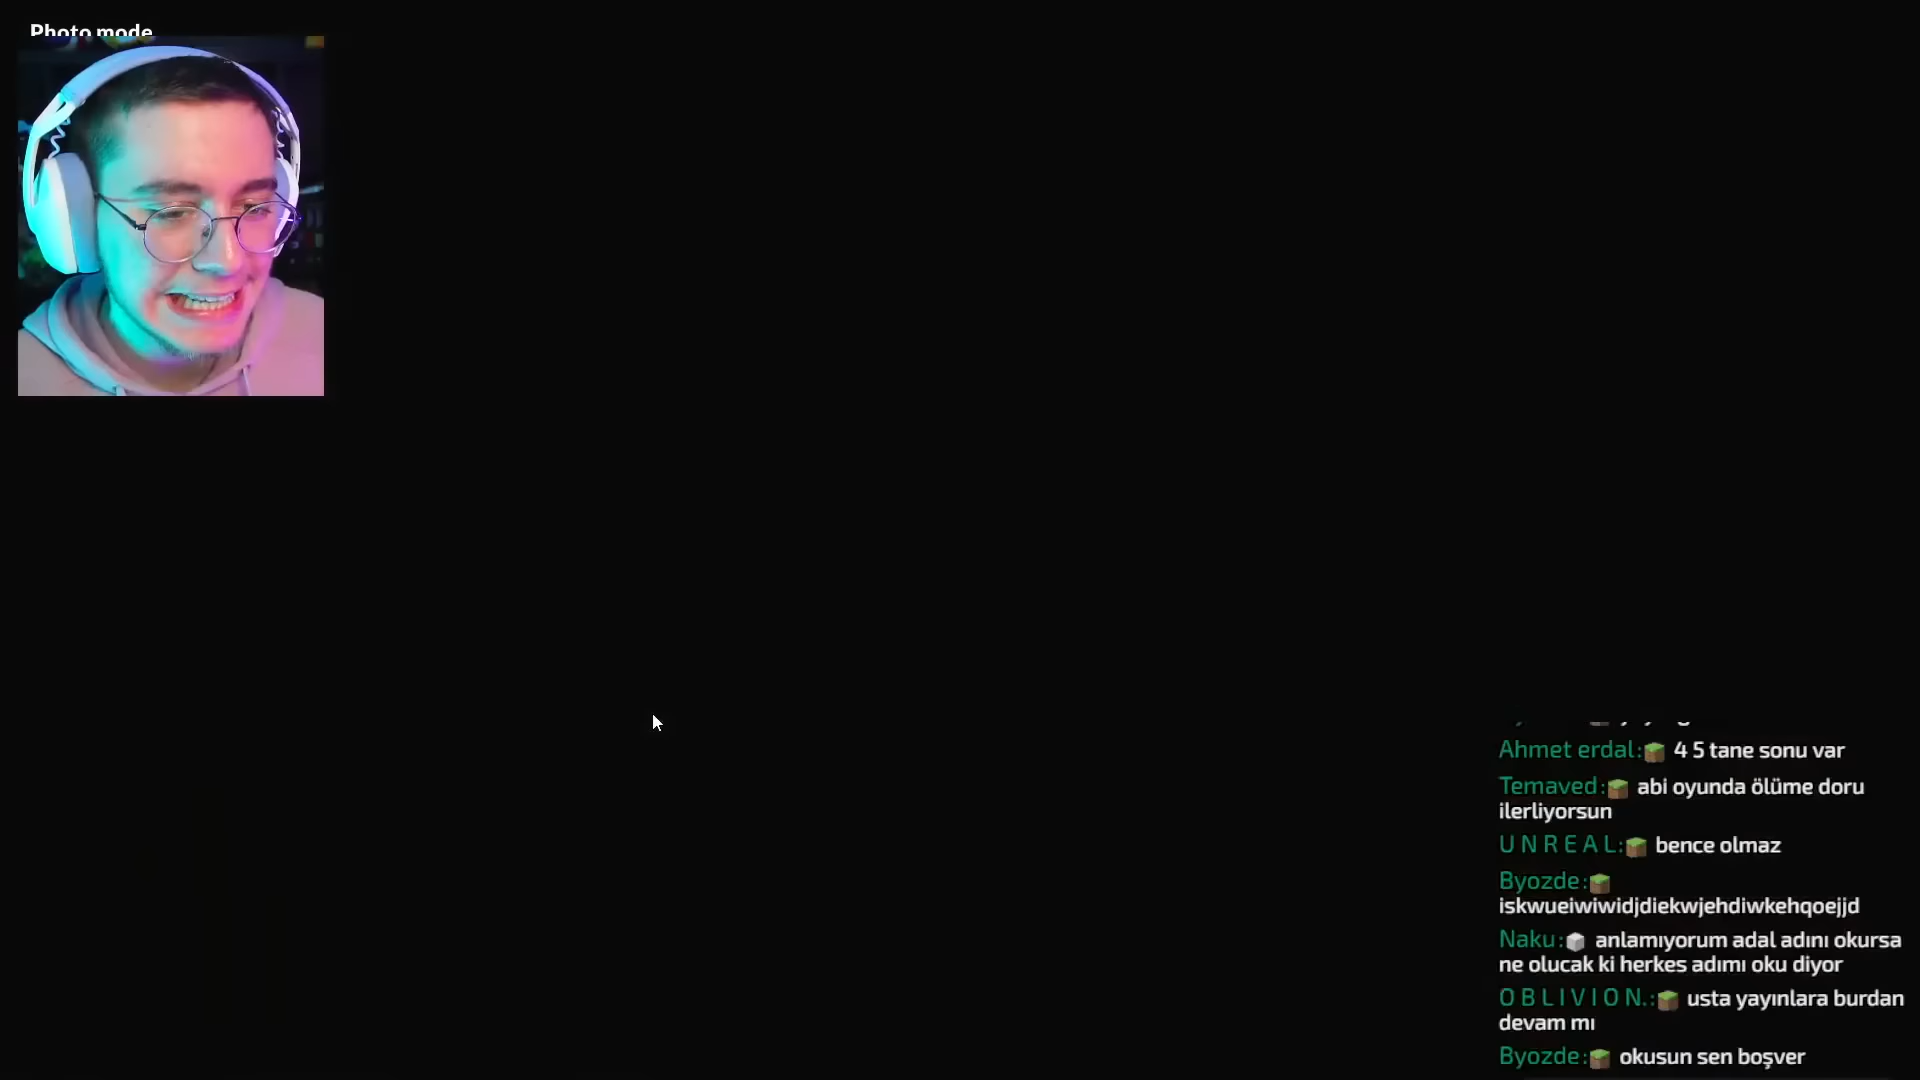 Photo mode
Ahmet erdal: 4 5 tane sonu var
Temaved: abi oyunda ölüme doru
ilerliyorsun
U N R E A L: bence olmaz
Byozde:
iskwueiwiwidjdiekwjehdiwkehqoejjd
Naku: anlamıyorum adal adını okursa
ne olucak ki herkes adımı oku diyor
O B L I V I O N.: usta yayınlara burdan
devam mı
Byozde: okusun sen boşver